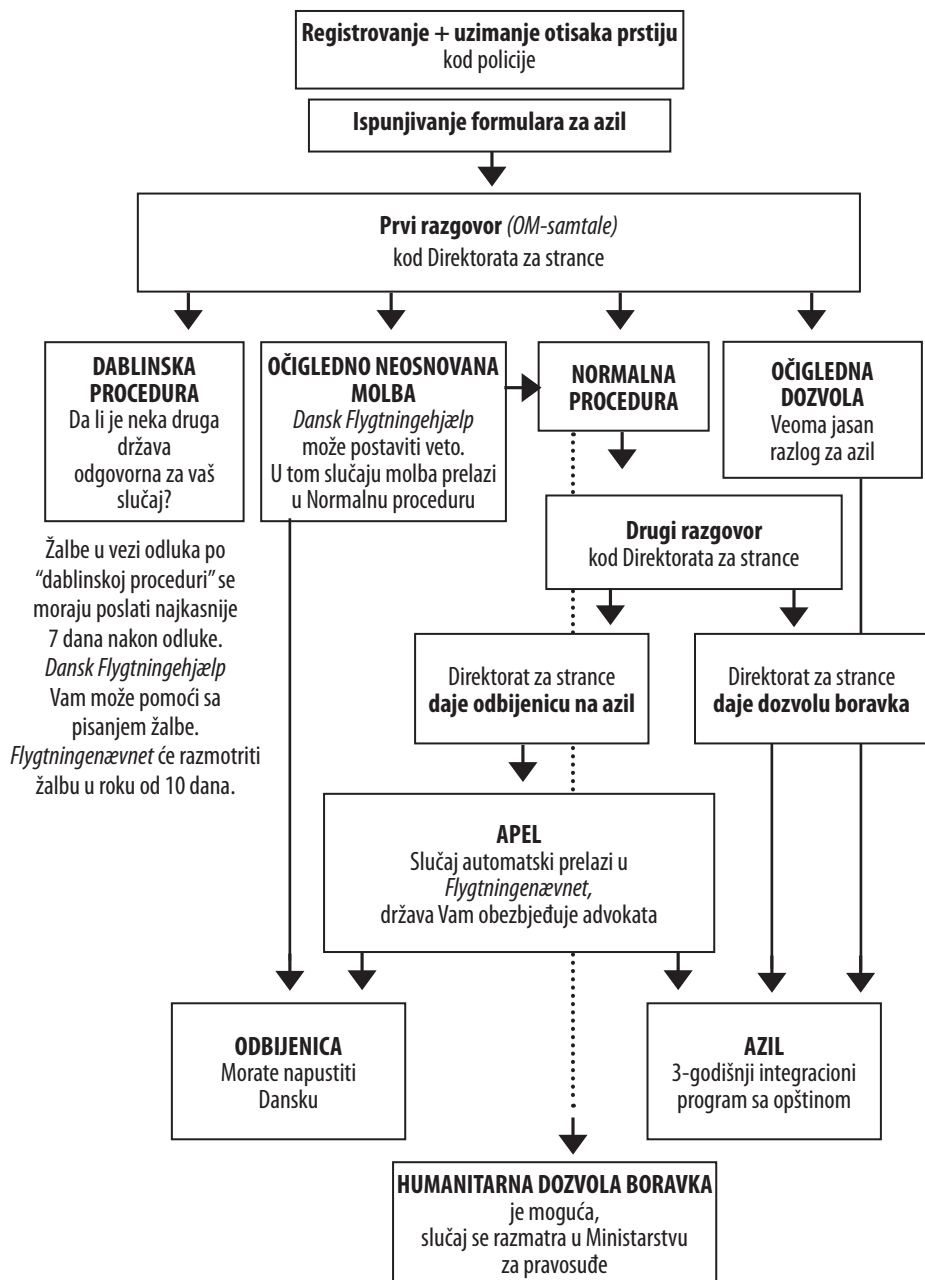 Registrovanje + uzimanje otisaka prstiju
kod policije
Ispunjivanje formulara za azil
Prvi razgovor (OM-samtale)
kod Direktorata za strance
DABLINSKA
PROCEDURA
Da li je neka druga
država
odgovorna za vaš
slučaj?
OČIGLEDNO NEOSNOVANA
MOLBA
Dansk Flygtningehjælp
može postaviti veto.
U tom slučaju molba prelazi
u Normalnu proceduru
NORMALNA
PROCEDURA
OČIGLEDNA
DOZVOLA
Veoma jasan
razlog za azil
Žalbe u vezi odluka po
“dablinskoj proceduri” se
moraju poslati najkasnije
7 dana nakon odluke.
Dansk Flygtningehjælp
Vam može pomoći sa
pisanjem žalbe.
Flygtningenævnet će razmotriti
žalbu u roku od 10 dana.
Drugi razgovor
kod Direktorata za strance
Direktorat za strance
daje odbijenicu na azil
Direktorat za strance
daje dozvolu boravka
APEL
Slučaj automatski prelazi u
Flygtningenævnet,
država Vam obezbjeđuje advokata
ODBIJENICA
Morate napustiti
Dansku
AZIL
3-godišnji integracioni
program sa opštinom
HUMANITARNA DOZVOLA BORAVKA
je moguća,
slučaj se razmatra u Ministarstvu
za pravosuđe